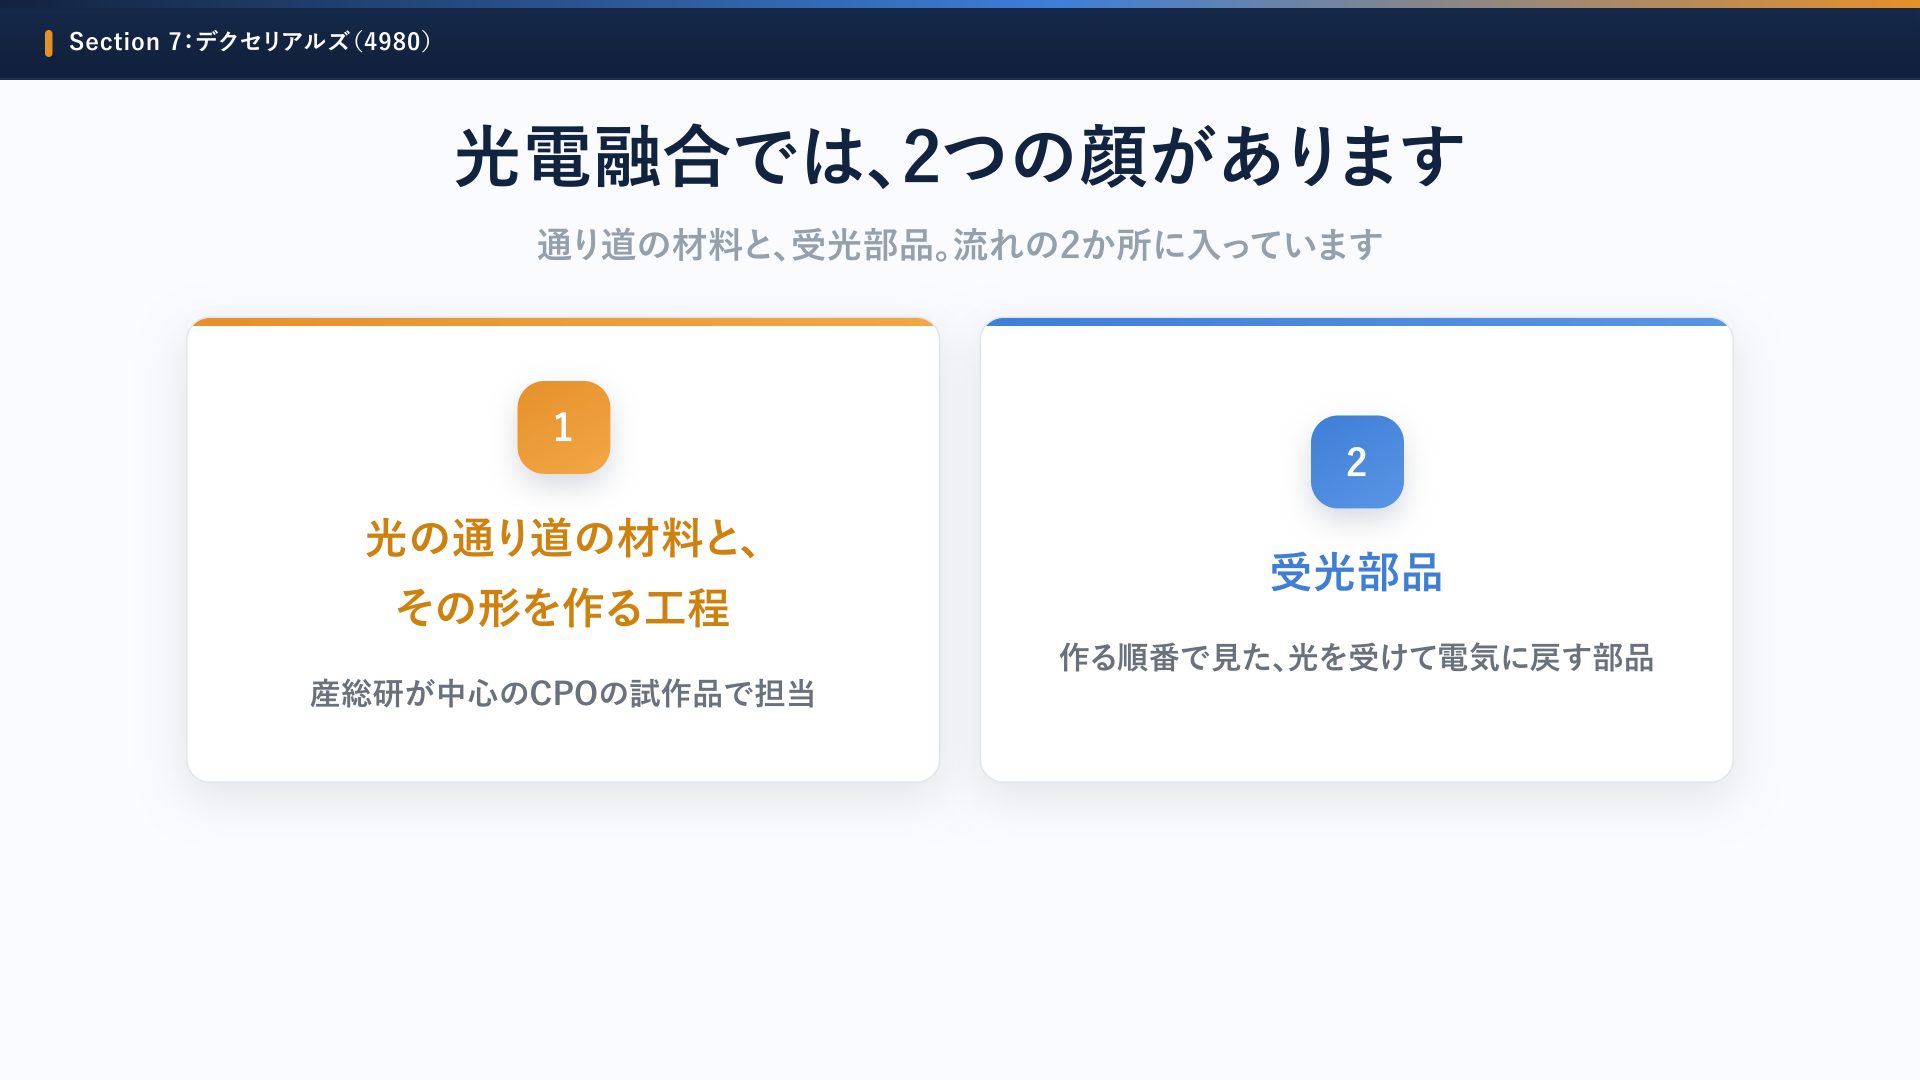 Section 7：デクセリアルズ（4980）
光電融合では、2つの顔があります
通り道の材料と、受光部品。流れの2か所に入っています
1
光の通り道の材料と、
その形を作る工程
産総研が中心のCPOの試作品で担当
2
受光部品
作る順番で見た、光を受けて電気に戻す部品